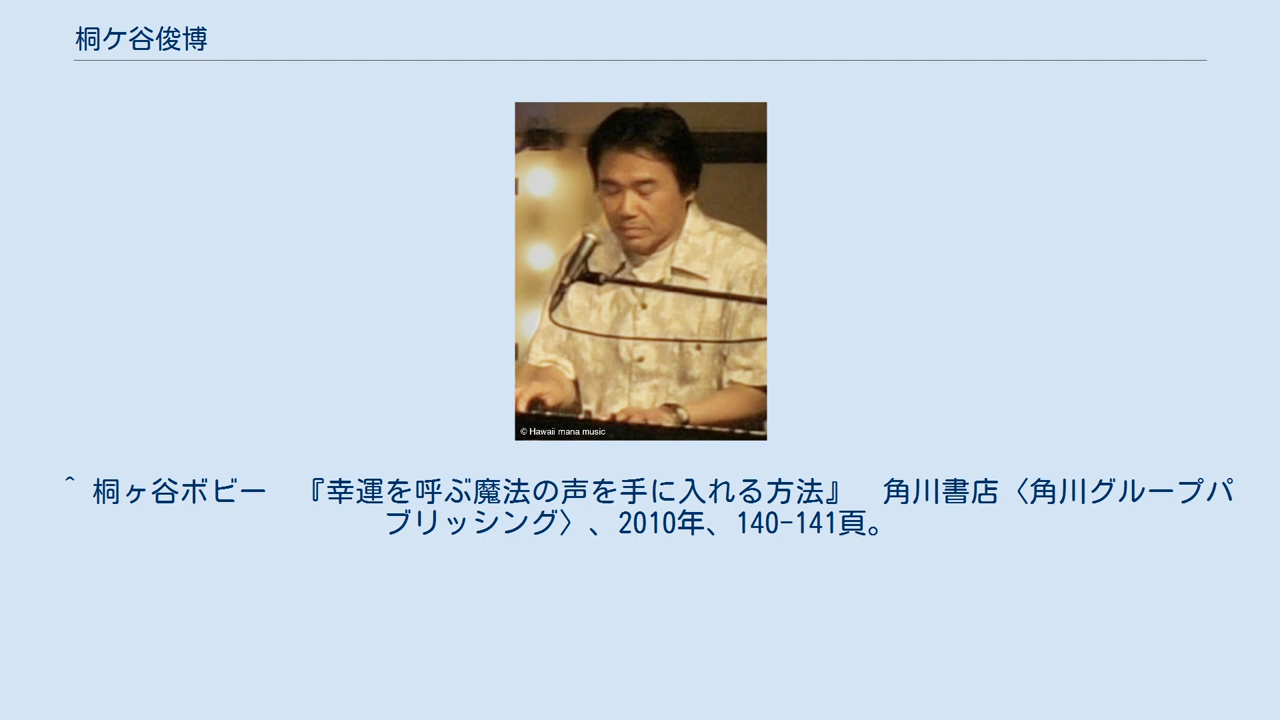 桐ケ谷俊博
© Hawaii mana music
^ 桐ヶ谷ボビー　『幸運を呼ぶ魔法の声を手に入れる方法』　角川書店〈角川グループパ
ブリッシング〉、2010年、140-141頁。